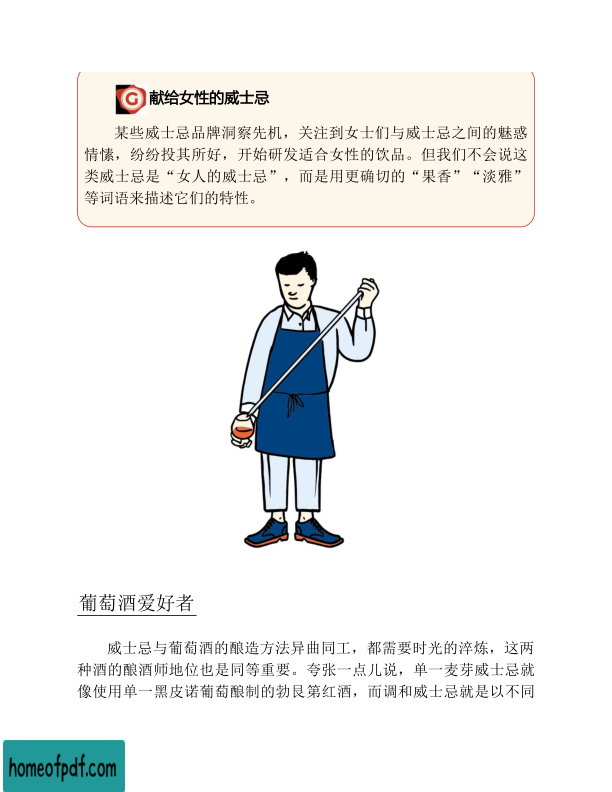 G 献给女性的威士忌
某些威士忌品牌洞察先机，关注到女士们与威士忌之间的魅惑
情愫，纷纷投其所好，开始研发适合女性的饮品。但我们不会说这
类威士忌是“女人的威士忌”，而是用更确切的“果香”“淡雅”
等词语来描述它们的特性。
葡萄酒爱好者
威士忌与葡萄酒的酿造方法异曲同工，都需要时光的淬炼，这两
种酒的酿酒师地位也是同等重要。夸张一点儿说，单一麦芽威士忌就
像使用单一黑皮诺葡萄酿制的勃艮第红酒，而调和威士忌就是以不同
homeofpdf.com